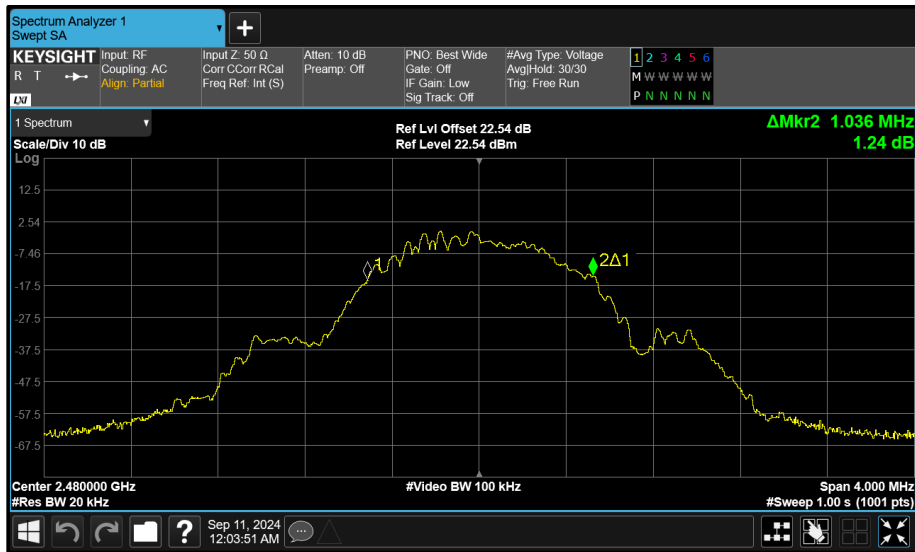 Spectrum Analyzer 1
Swept SA
KEYSIGHT
R T
LXI
Input: RF
Coupling: AC
Align: Partial
Input Z: 50 Ω
Corr CCorr RCal
Freq Ref: Int (S)
Atten: 10 dB
Preamp: Off
PNO: Best Wide
Gate: Off
IF Gain: Low
Sig Track: Off
#Avg Type: Voltage
Avg|Hold: 30/30
Trig: Free Run
1 2 3 4 5 6
M W W W W W
P N N N N N
1 Spectrum
Scale/Div 10 dB
Ref Lvl Offset 22.54 dB
Ref Level 22.54 dBm
ΔMkr2 1.036 MHz
1.24 dB
Log
12.5
2.54
-7.46
-17.5
-27.5
-37.5
-47.5
-57.5
-67.5
1
2Δ1
Center 2.480000 GHz
#Video BW 100 kHz
Span 4.000 MHz
#Res BW 20 kHz
#Sweep 1.00 s (1001 pts)
?
Sep 11, 2024
12:03:51 AM